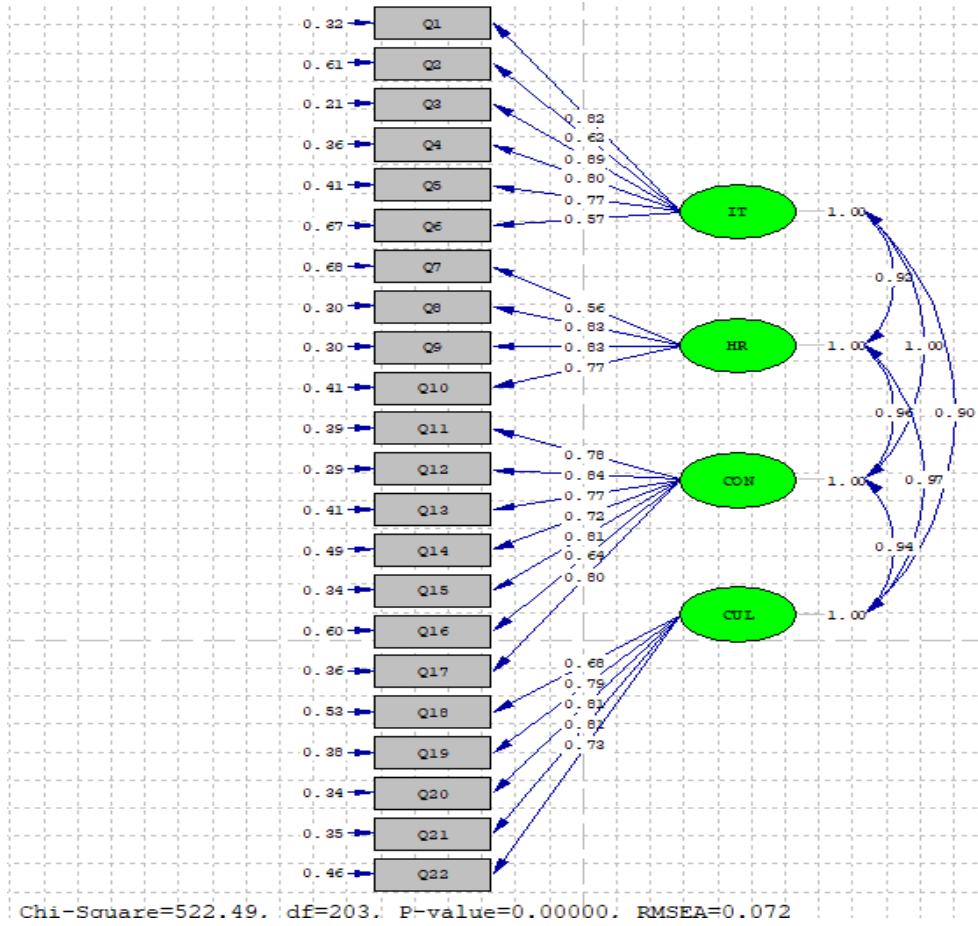 0.32 Q1
0.61 Q2
0.21 Q3
0.82
0.62
0.36 Q4
0.89
0.80
0.41 Q5
0.77
IT 1.00
0.57
0.67 Q6
0.68 Q7
0.30 Q8
0.56
0.83
0.30 Q9
0.83
HR 1.00
1.00
0.77
0.41 Q10
0.96
0.90
0.39 Q11
0.78
0.29 Q12
0.84
CON 1.00
0.97
0.77
0.41 Q13
0.72
0.81
0.94
0.49 Q14
0.64
0.80
0.34 Q15
CUL 1.00
0.60 Q16
0.68
0.36 Q17
0.79
0.81
0.53 Q18
0.81
0.73
0.38 Q19
0.34 Q20
0.35 Q21
0.46 Q22
Chi-Square=522.49, df=203, P-value=0.00000, RMSEA=0.072